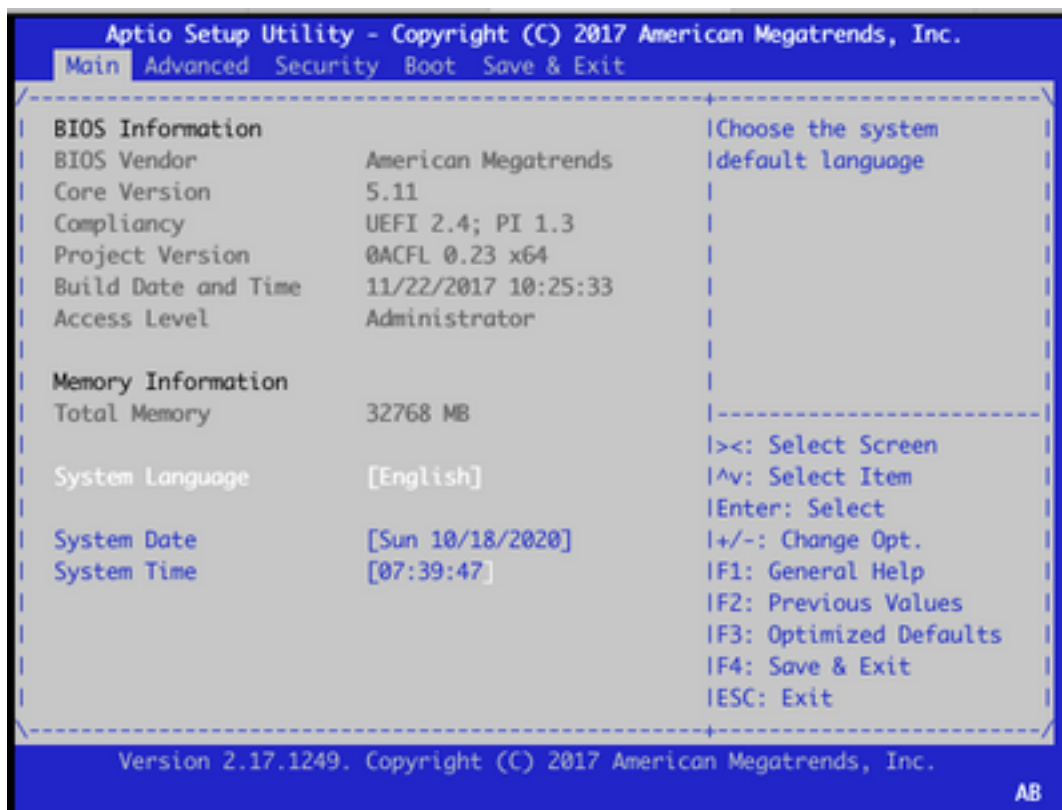 Aptio Setup Utility - Copyright (C) 2017 American Megatrends, Inc.
Main Advanced Security Boot Save & Exit
BIOS Information
BIOS Vendor American Megatrends
Core Version 5.11
Compliancy UEFI 2.4; PI 1.3
Project Version 0ACFL 0.23 x64
Build Date and Time 11/22/2017 10:25:33
Access Level Administrator
Memory Information
Total Memory 32768 MB
System Language [English]
System Date [Sun 10/18/2020]
System Time [07:39:47]
Choose the system
default language
><: Select Screen
^v: Select Item
Enter: Select
+/-: Change Opt.
F1: General Help
F2: Previous Values
F3: Optimized Defaults
F4: Save & Exit
ESC: Exit
Version 2.17.1249. Copyright (C) 2017 American Megatrends, Inc.
AB